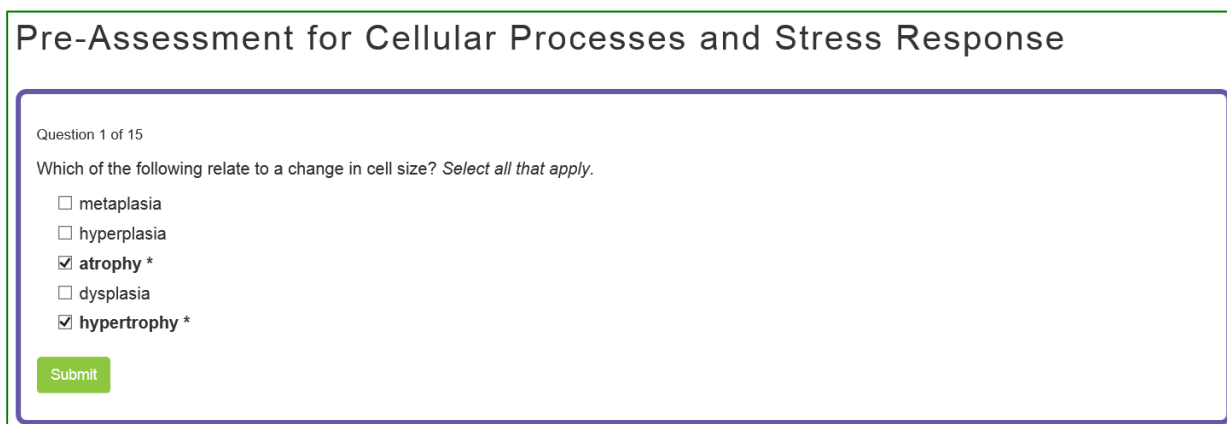 Pre-Assessment for Cellular Processes and Stress Response
Question 1 of 15
Which of the following relate to a change in cell size? Select all that apply.
metaplasia
hyperplasia
atrophy *
dysplasia
hypertrophy *
Submit